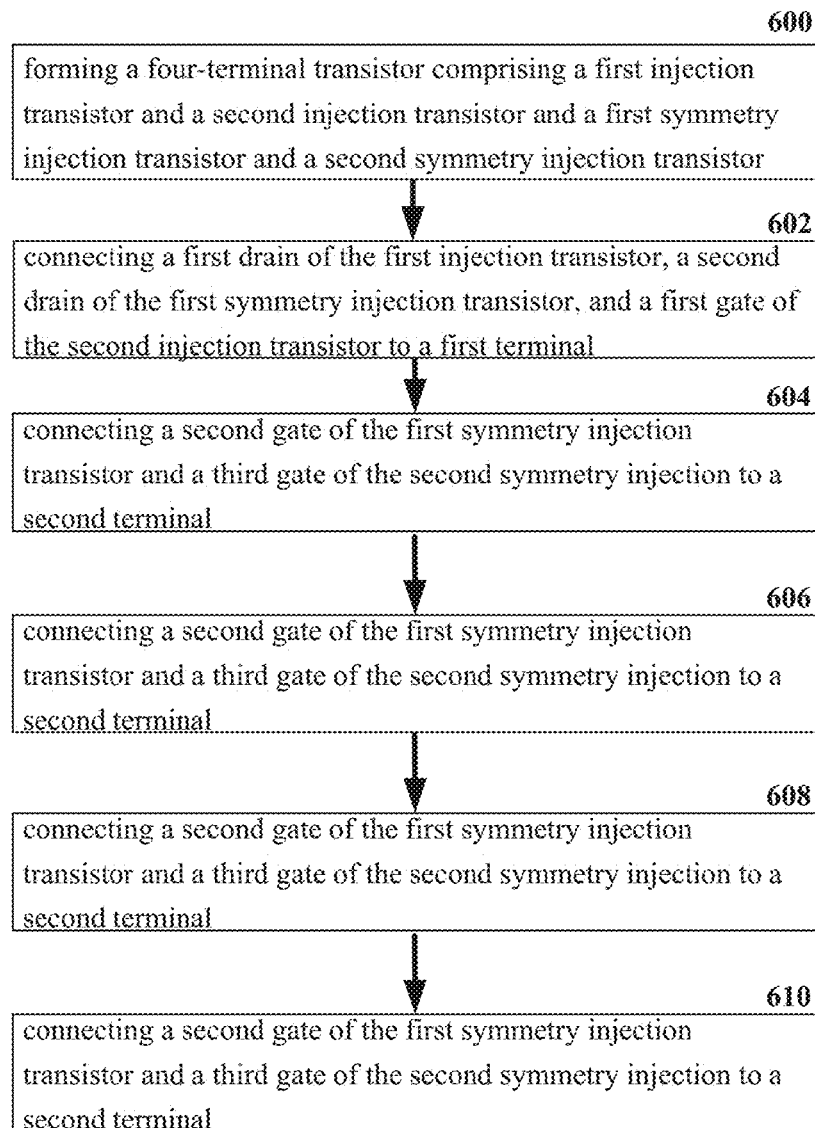 600
forming a four-terminal transistor comprising a first injection
transistor and a second injection transistor and a first symmetry
injection transistor and a second symmetry injection transistor
602
connecting a first drain of the first injection transistor, a second
drain of the first symmetry injection transistor, and a first gate of
the second injection transistor to a first terminal
604
connecting a second gate of the first symmetry injection
transistor and a third gate of the second symmetry injection to a
second terminal
606
connecting a second gate of the first symmetry injection
transistor and a third gate of the second symmetry injection to a
second terminal
608
connecting a second gate of the first symmetry injection
transistor and a third gate of the second symmetry injection to a
second terminal
610
connecting a second gate of the first symmetry injection
transistor and a third gate of the second symmetry injection to a
second terminal